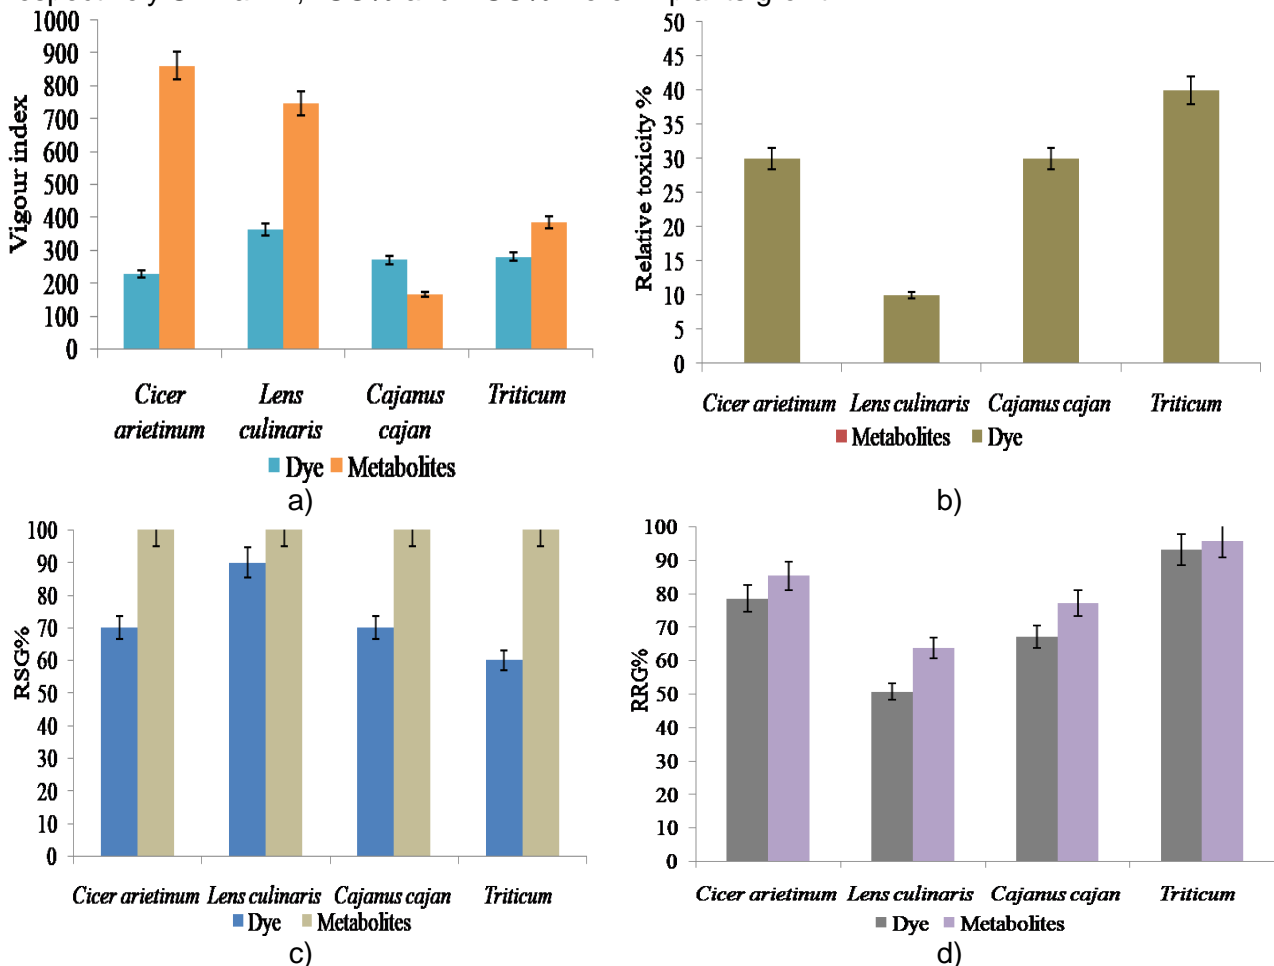 1000
900
800
700
600
500
400
300
200
100
0
Vigour index
Cicer arietinum
Lens culinaris
Cajanus cajan
Triticum
Dye Metabolites
a)
50
45
40
35
30
25
20
15
10
5
0
Relative toxicity %
Cicer arietinum Lens culinaris Cajanus cajan Triticum
Metabolites Dye
b)
100
90
80
70
60
50
40
30
20
10
0
RSG%
Cicer arietinum Lens culinaris Cajanus cajan Triticum
Dye Metabolites
c)
100
90
80
70
60
50
40
30
20
10
0
RRG%
Cicer arietinum Lens culinaris Cajanus cajan Triticum
Dye Metabolites
d)